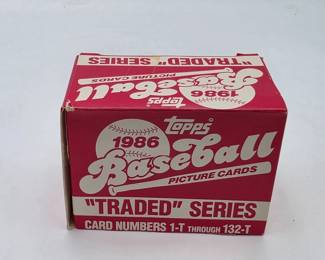 "TRADED" SERIES
PICTURE CARDS
Baseball
1986
Topps
Topps
1986
Baseball
PICTURE CARDS
"TRADED" SERIES
CARD NUMBERS 1-T THROUGH 132-T